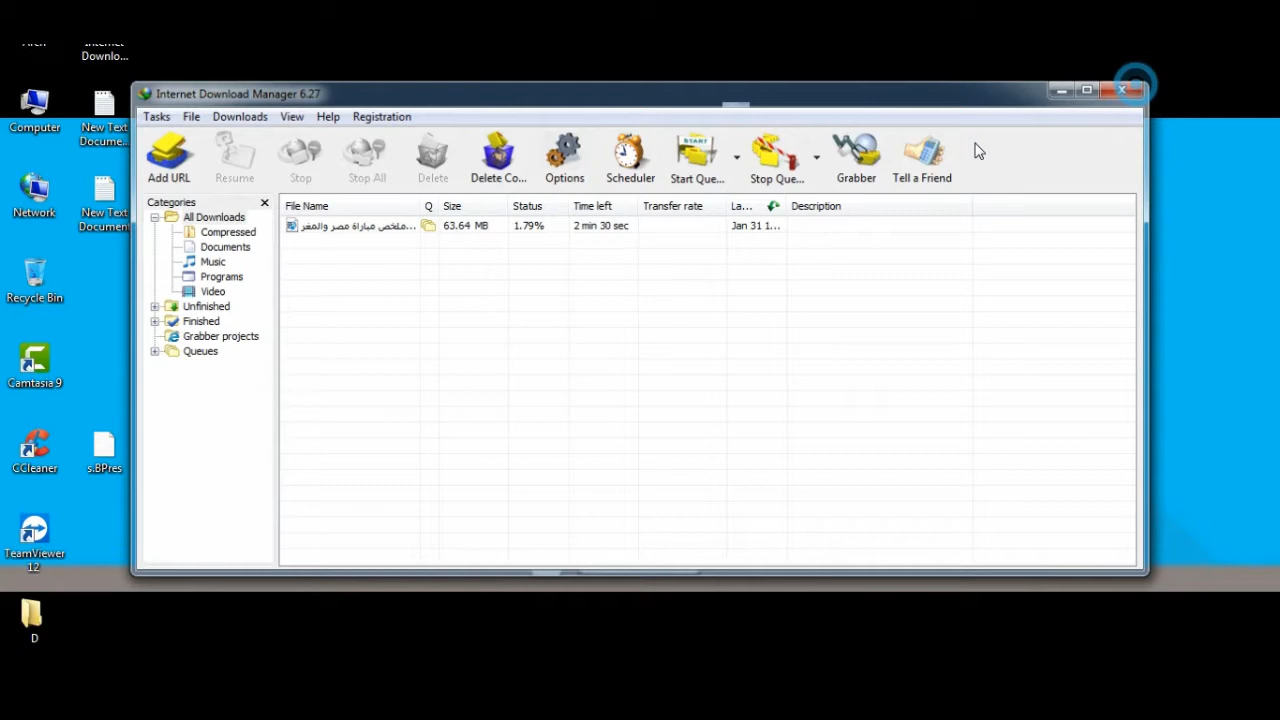 Internet Download Manager 6.27
Tasks File Downloads View Help Registration
Add URL Resume Stop Stop All Delete Delete Co... Options Scheduler Start Que... Stop Que... Grabber Tell a Friend
Categories
All Downloads
Compressed
Documents
Music
Programs
Video
Unfinished
Finished
Grabber projects
Queues
File Name Q Size Status Time left Transfer rate La... Description
ملخص مباراة مصر والمغر... 63.64 MB 1.79% 2 min 30 sec Jan 31 1...
Downlo...
Computer
New Text
Docume...
Network
New Text
Document
Recycle Bin
Camtasia 9
CCleaner
s.BPres
TeamViewer
12
D